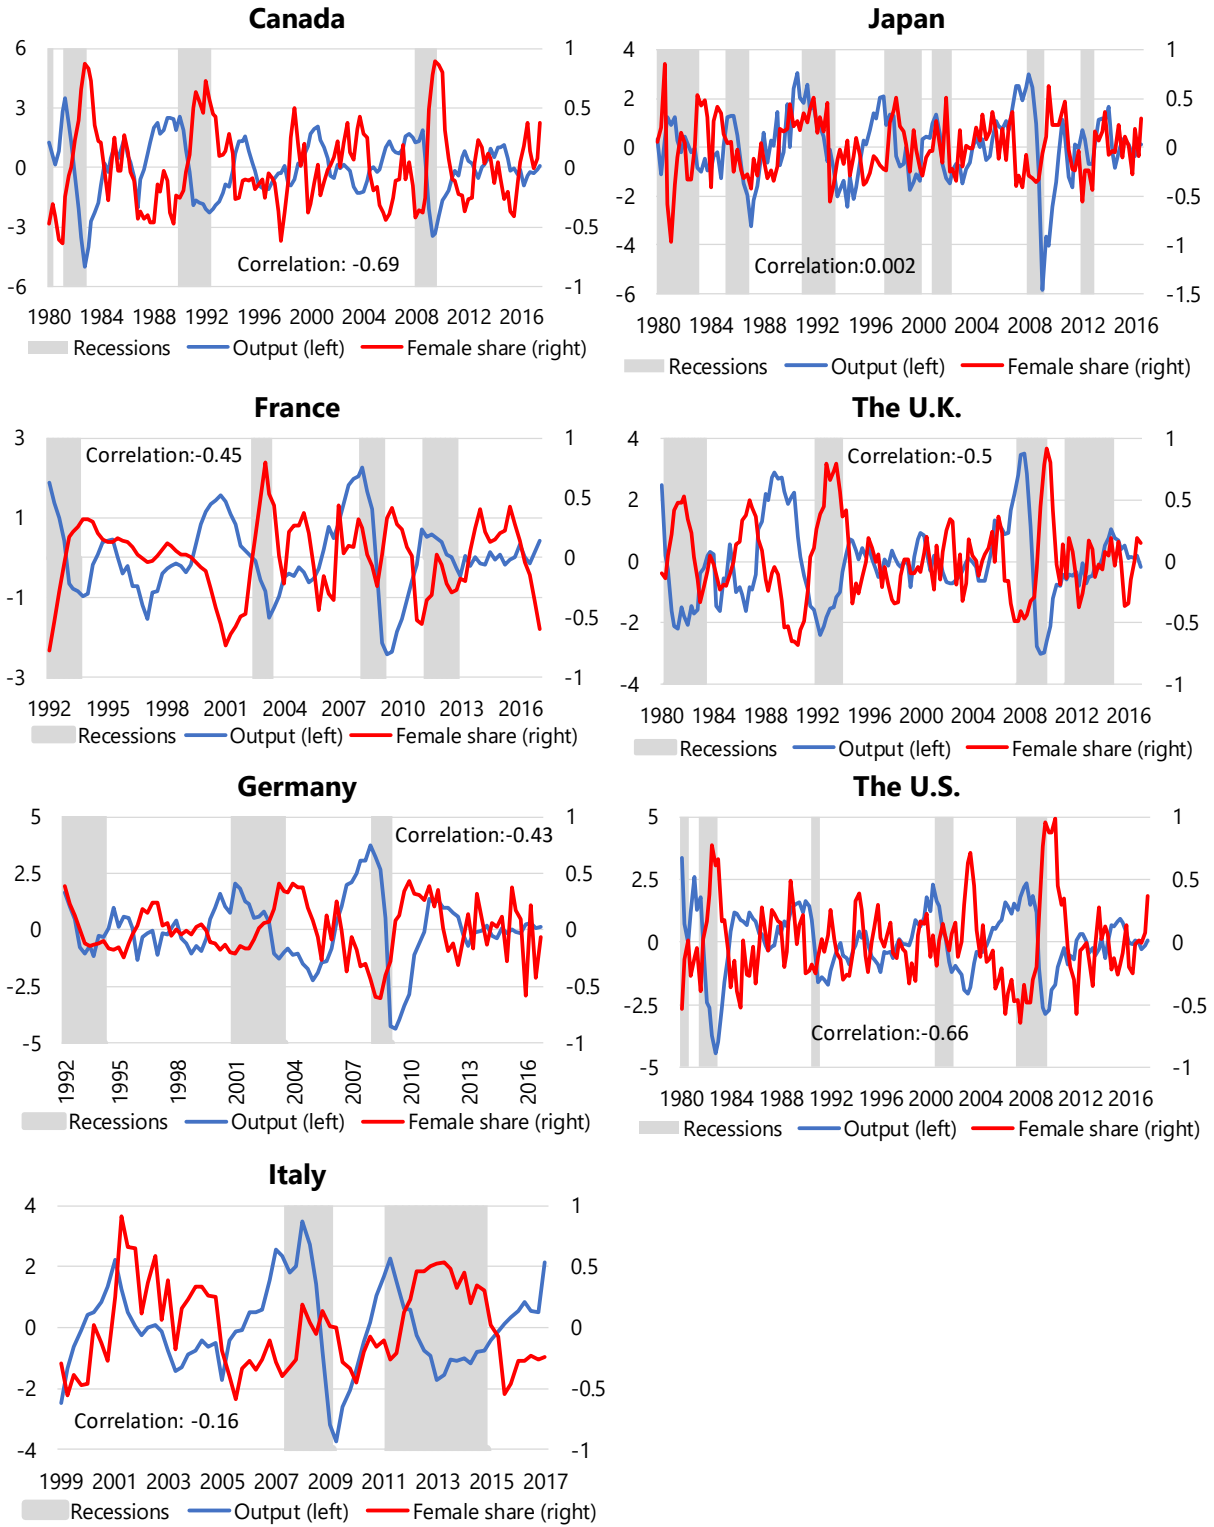 Canada
6
3
0
-3
-6
1
0.5
0
-0.5
-1
Correlation: -0.69
1980 1984 1988 1992 1996 2000 2004 2008 2012 2016
Recessions Output (left) Female share (right)
Japan
4
2
0
-2
-4
-6
1
0.5
0
-0.5
-1
-1.5
Correlation:0.002
1980 1984 1988 1992 1996 2000 2004 2008 2012 2016
Recessions Output (left) Female share (right)
France
3
1
-1
-3
1
0.5
0
-0.5
-1
Correlation:-0.45
1992 1995 1998 2001 2004 2007 2010 2013 2016
Recessions Output (left) Female share (right)
The U.K.
4
2
0
-2
-4
1
0.5
0
-0.5
-1
Correlation:-0.5
1980 1984 1988 1992 1996 2000 2004 2008 2012 2016
Recessions Output (left) Female share (right)
Germany
5
2.5
0
-2.5
-5
1
0.5
0
-0.5
-1
Correlation:-0.43
1992 1995 1998 2001 2004 2007 2010 2013 2016
Recessions Output (left) Female share (right)
The U.S.
5
2.5
0
-2.5
-5
1
0.5
0
-0.5
-1
Correlation:-0.66
1980 1984 1988 1992 1996 2000 2004 2008 2012 2016
Recessions Output (left) Female share (right)
Italy
4
2
0
-2
-4
1
0.5
0
-0.5
-1
Correlation: -0.16
1999 2001 2003 2005 2007 2009 2011 2013 2015 2017
Recessions Output (left) Female share (right)